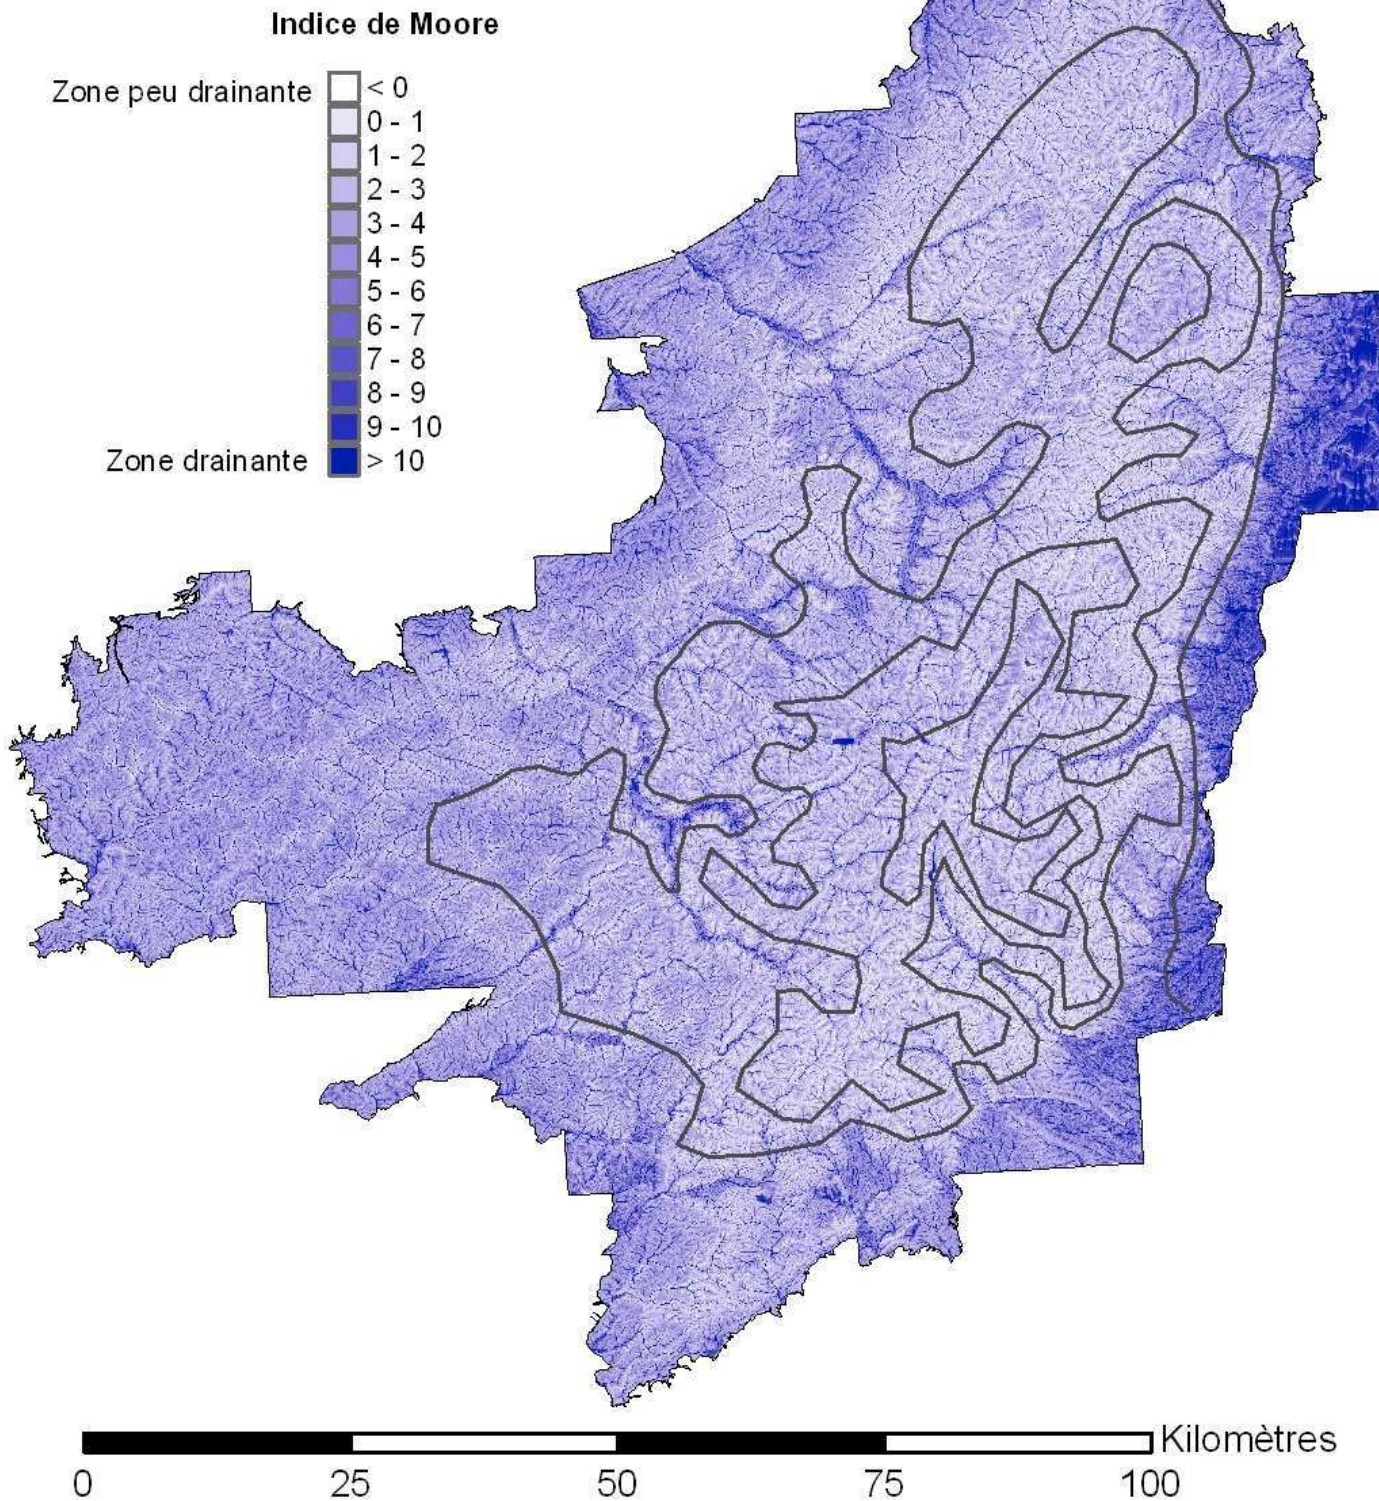 Indice de Moore
Zone peu drainante < 0
0 - 1
1 - 2
2 - 3
3 - 4
4 - 5
5 - 6
6 - 7
7 - 8
8 - 9
9 - 10
Zone drainante > 10
Kilomètres
0 25 50 75 100